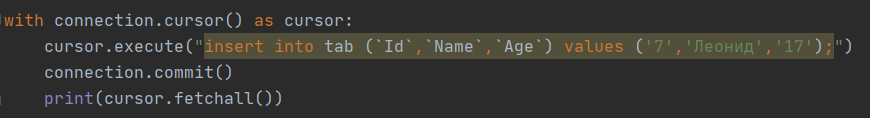 with connection.cursor() as cursor:
    cursor.execute("insert into tab (`Id`,`Name`,`Age`) values ('7','Леонид','17');")
    connection.commit()
    print(cursor.fetchall())